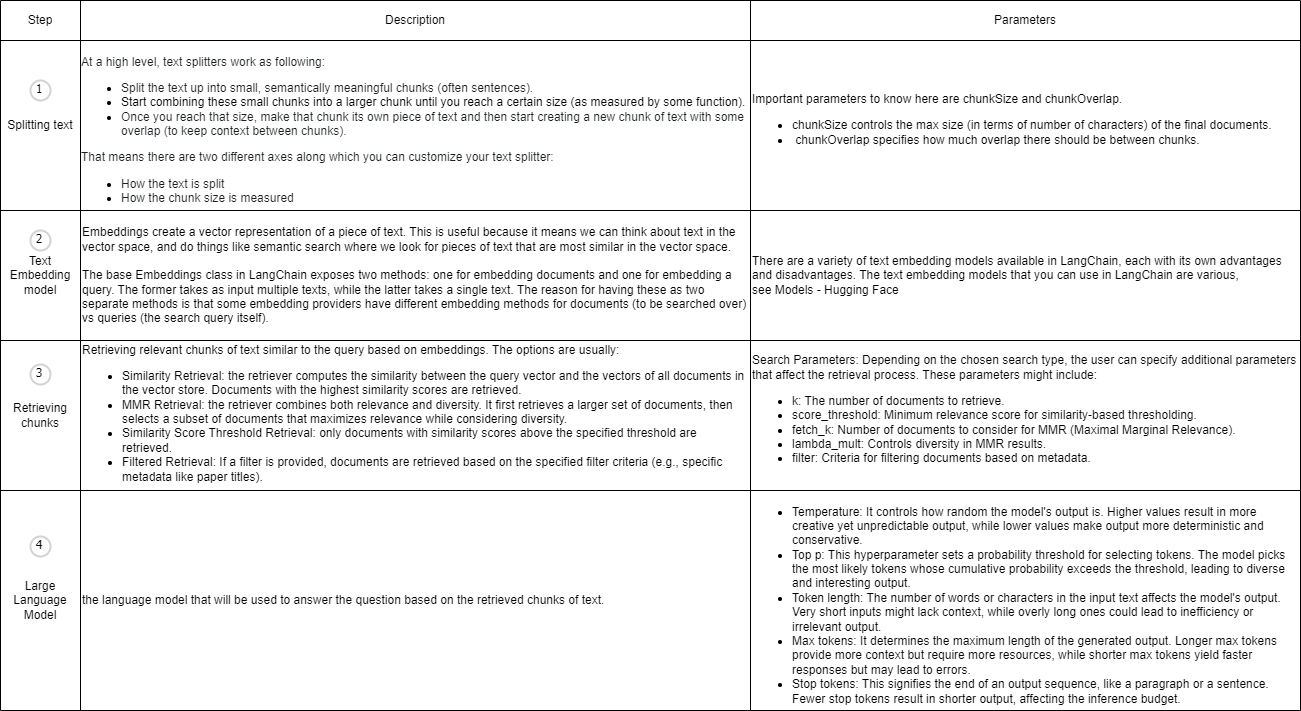 Step
Description
Parameters
1
Splitting text
At a high level, text splitters work as following:
• Split the text up into small, semantically meaningful chunks (often sentences).
• Start combining these small chunks into a larger chunk until you reach a certain size (as measured by some function).
• Once you reach that size, make that chunk its own piece of text and then start creating a new chunk of text with some
overlap (to keep context between chunks).
That means there are two different axes along which you can customize your text splitter:
• How the text is split
• How the chunk size is measured
Important parameters to know here are chunkSize and chunkOverlap.
• chunkSize controls the max size (in terms of number of characters) of the final documents.
• chunkOverlap specifies how much overlap there should be between chunks.
2
Text
Embedding
model
Embeddings create a vector representation of a piece of text. This is useful because it means we can think about text in the
vector space, and do things like semantic search where we look for pieces of text that are most similar in the vector space.
The base Embeddings class in LangChain exposes two methods: one for embedding documents and one for embedding a
query. The former takes as input multiple texts, while the latter takes a single text. The reason for having these as two
separate methods is that some embedding providers have different embedding methods for documents (to be searched over)
vs queries (the search query itself).
There are a variety of text embedding models available in LangChain, each with its own advantages
and disadvantages. The text embedding models that you can use in LangChain are various,
see Models - Hugging Face
3
Retrieving
chunks
Retrieving relevant chunks of text similar to the query based on embeddings. The options are usually:
• Similarity Retrieval: the retriever computes the similarity between the query vector and the vectors of all documents in
the vector store. Documents with the highest similarity scores are retrieved.
• MMR Retrieval: the retriever combines both relevance and diversity. It first retrieves a larger set of documents, then
selects a subset of documents that maximizes relevance while considering diversity.
• Similarity Score Threshold Retrieval: only documents with similarity scores above the specified threshold are
retrieved.
• Filtered Retrieval: If a filter is provided, documents are retrieved based on the specified filter criteria (e.g., specific
metadata like paper titles).
Search Parameters: Depending on the chosen search type, the user can specify additional parameters
that affect the retrieval process. These parameters might include:
• k: The number of documents to retrieve.
• score_threshold: Minimum relevance score for similarity-based thresholding.
• fetch_k: Number of documents to consider for MMR (Maximal Marginal Relevance).
• lambda_mult: Controls diversity in MMR results.
• filter: Criteria for filtering documents based on metadata.
4
Large
Language
Model
the language model that will be used to answer the question based on the retrieved chunks of text.
• Temperature: It controls how random the model's output is. Higher values result in more
creative yet unpredictable output, while lower values make output more deterministic and
conservative.
• Top p: This hyperparameter sets a probability threshold for selecting tokens. The model picks
the most likely tokens whose cumulative probability exceeds the threshold, leading to diverse
and interesting output.
• Token length: The number of words or characters in the input text affects the model's output.
Very short inputs might lack context, while overly long ones could lead to inefficiency or
irrelevant output.
• Max tokens: It determines the maximum length of the generated output. Longer max tokens
provide more context but require more resources, while shorter max tokens yield faster
responses but may lead to errors.
• Stop tokens: This signifies the end of an output sequence, like a paragraph or a sentence.
Fewer stop tokens result in shorter output, affecting the inference budget.